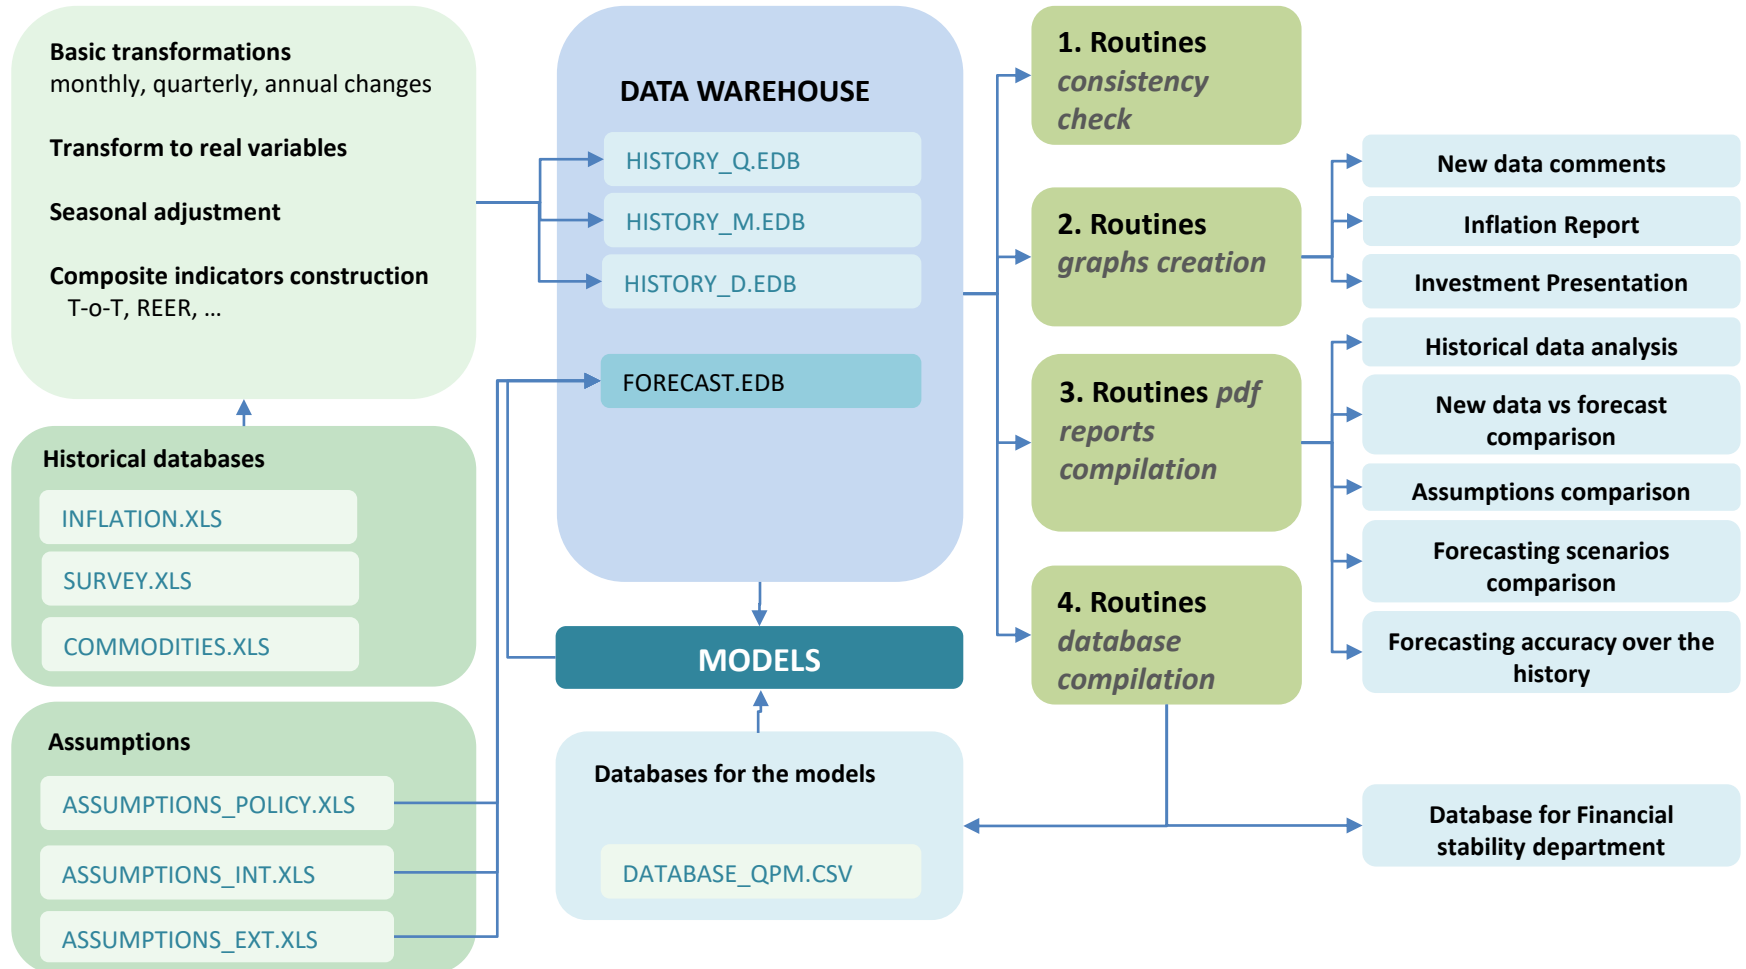 Basic transformations
monthly, quarterly, annual changes
Transform to real variables
Seasonal adjustment
Composite indicators construction
T-o-T, REER, ...
Historical databases
INFLATION.XLS
SURVEY.XLS
COMMODITIES.XLS
Assumptions
ASSUMPTIONS_POLICY.XLS
ASSUMPTIONS_INT.XLS
ASSUMPTIONS_EXT.XLS
DATA WAREHOUSE
HISTORY_Q.EDB
HISTORY_M.EDB
HISTORY_D.EDB
FORECAST.EDB
MODELS
Databases for the models
DATABASE_QPM.CSV
1. Routines
consistency
check
2. Routines
graphs creation
3. Routines pdf
reports
compilation
4. Routines
database
compilation
New data comments
Inflation Report
Investment Presentation
Historical data analysis
New data vs forecast
comparison
Assumptions comparison
Forecasting scenarios
comparison
Forecasting accuracy over the
history
Database for Financial
stability department